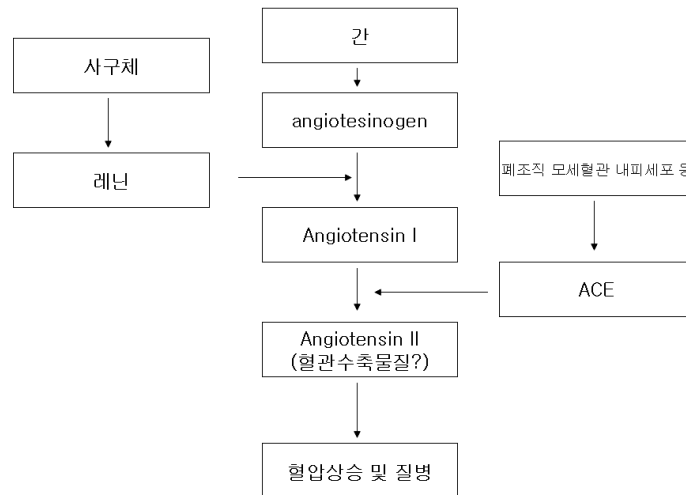 간
사구체
angiotesinogen
레닌
폐조직 모세혈관 내피세포
Angiotensin I
ACE
Angiotensin II
(혈관수축물질?)
혈압상승 및 질병